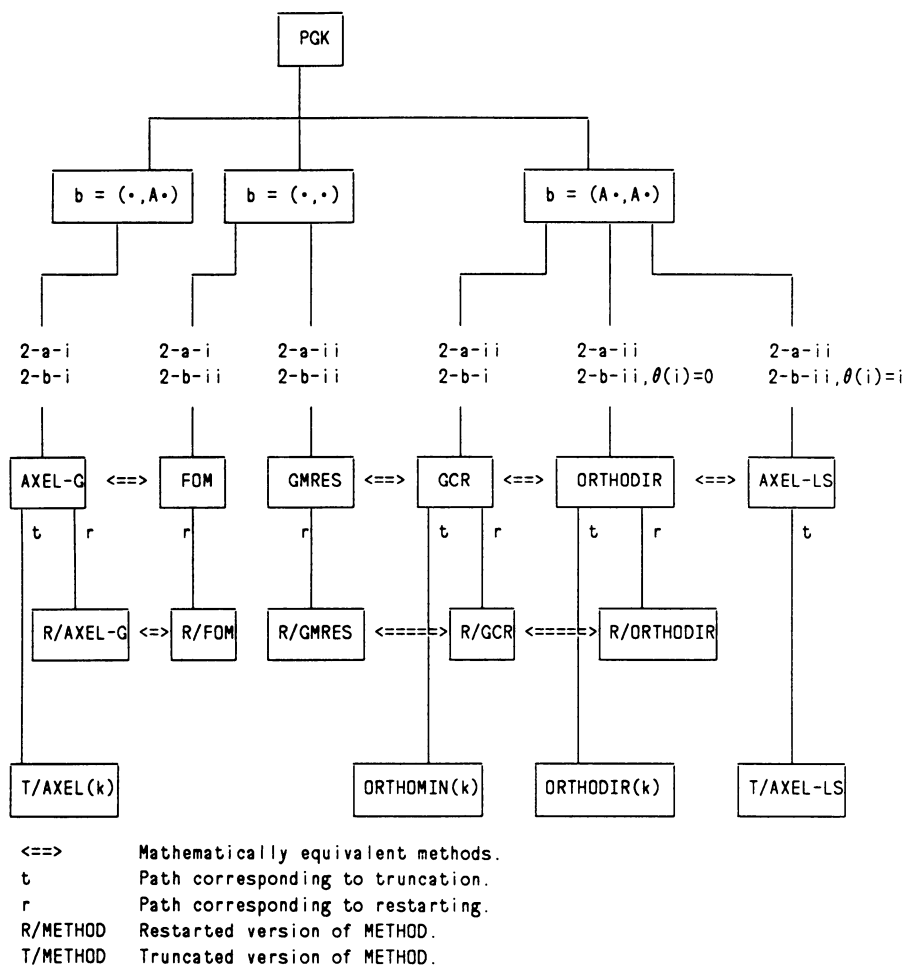 PGK
b = (•,A•) b = (•,•) b = (A•,A•)
2-a-i 2-a-i 2-a-ii 2-a-ii 2-a-ii 2-a-ii
2-b-i 2-b-ii 2-b-ii 2-b-i 2-b-ii,θ(i)=0 2-b-ii,θ(i)=i
AXEL-G <==> FOM GMRES <==> GCR <==> ORTHODIR <==> AXEL-LS
t r r r t r t r t
R/AXEL-G <=> R/FOM R/GMRES <=====> R/GCR <=====> R/ORTHODIR
T/AXEL(k) ORTHOMIN(k) ORTHODIR(k) T/AXEL-LS
<==> Mathematically equivalent methods.
t Path corresponding to truncation.
r Path corresponding to restarting.
R/METHOD Restarted version of METHOD.
T/METHOD Truncated version of METHOD.